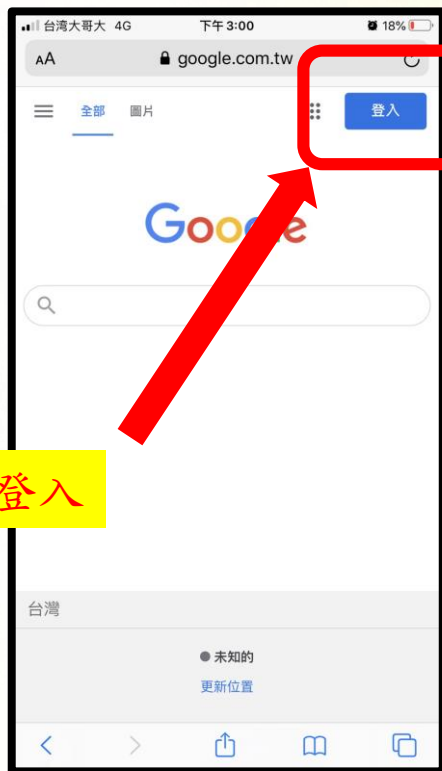 台湾大哥大 4G 下午3:00 18%
AA google.com.tw
全部 圖片 登入
Google
登入
台灣
未知的
更新位置